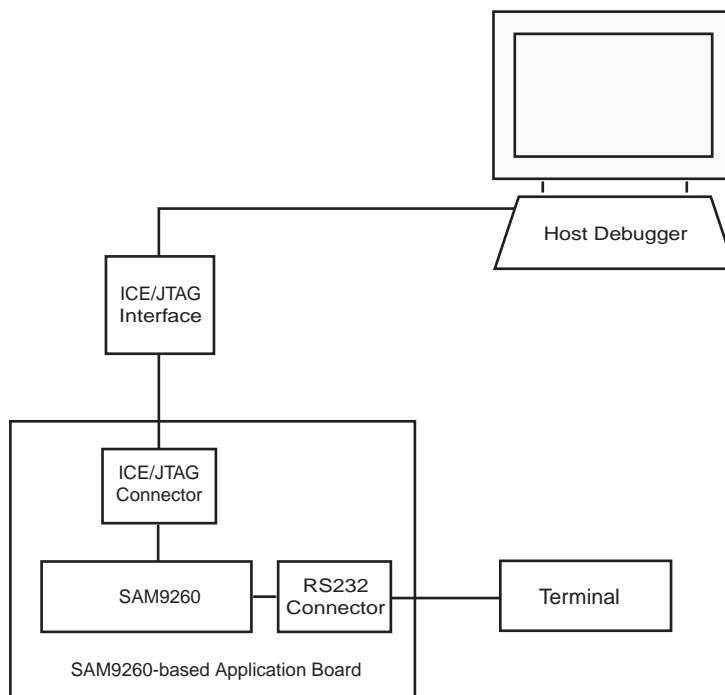 Host Debugger
ICE/JTAG
Interface
ICE/JTAG
Connector
SAM9260
RS232
Connector
Terminal
SAM9260-based Application Board